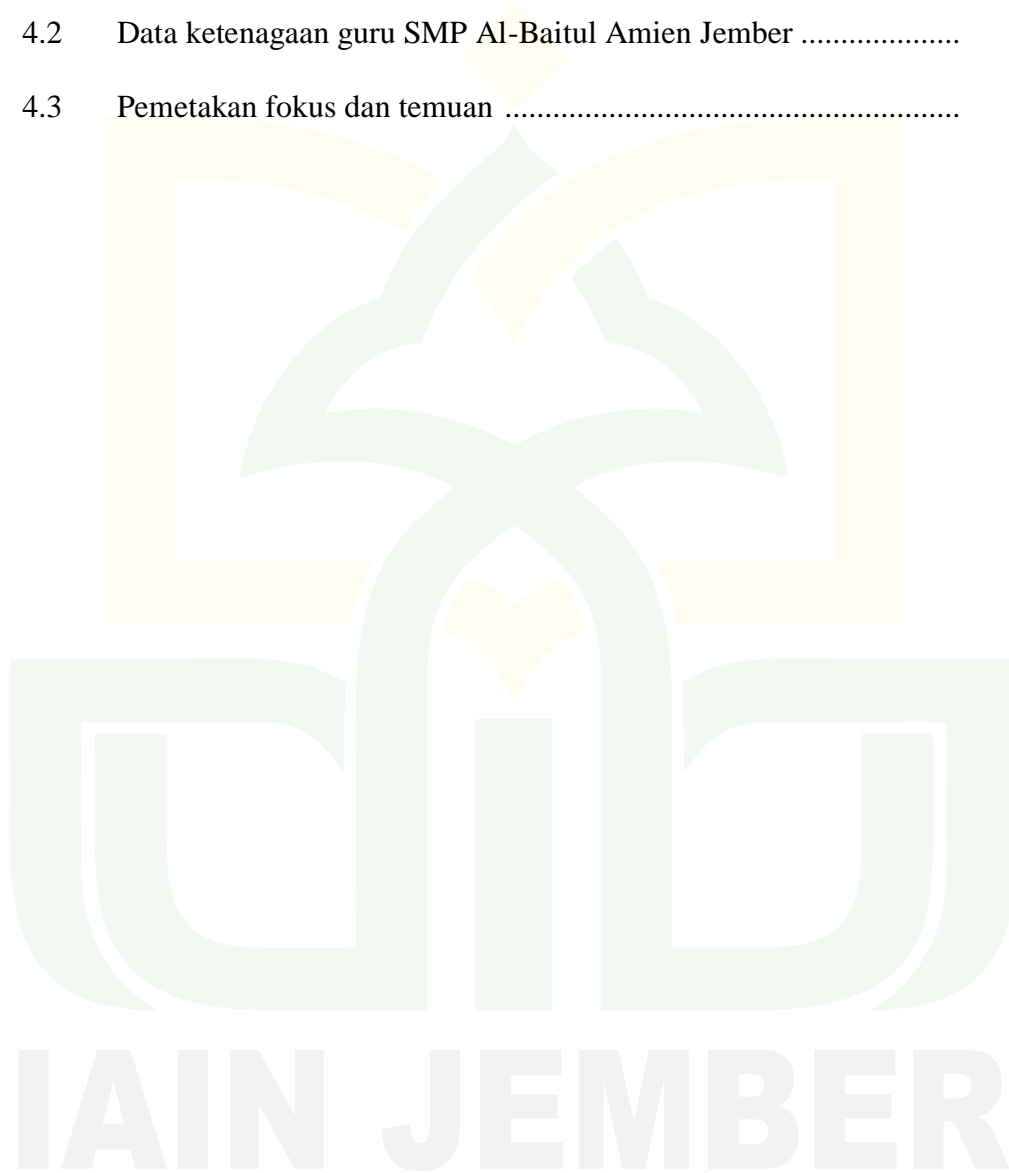 4.2 Data ketenagaan guru SMP Al-Baitul Amien Jember ....................
4.3 Pemetakan fokus dan temuan .........................................................
IAIN JEMBER